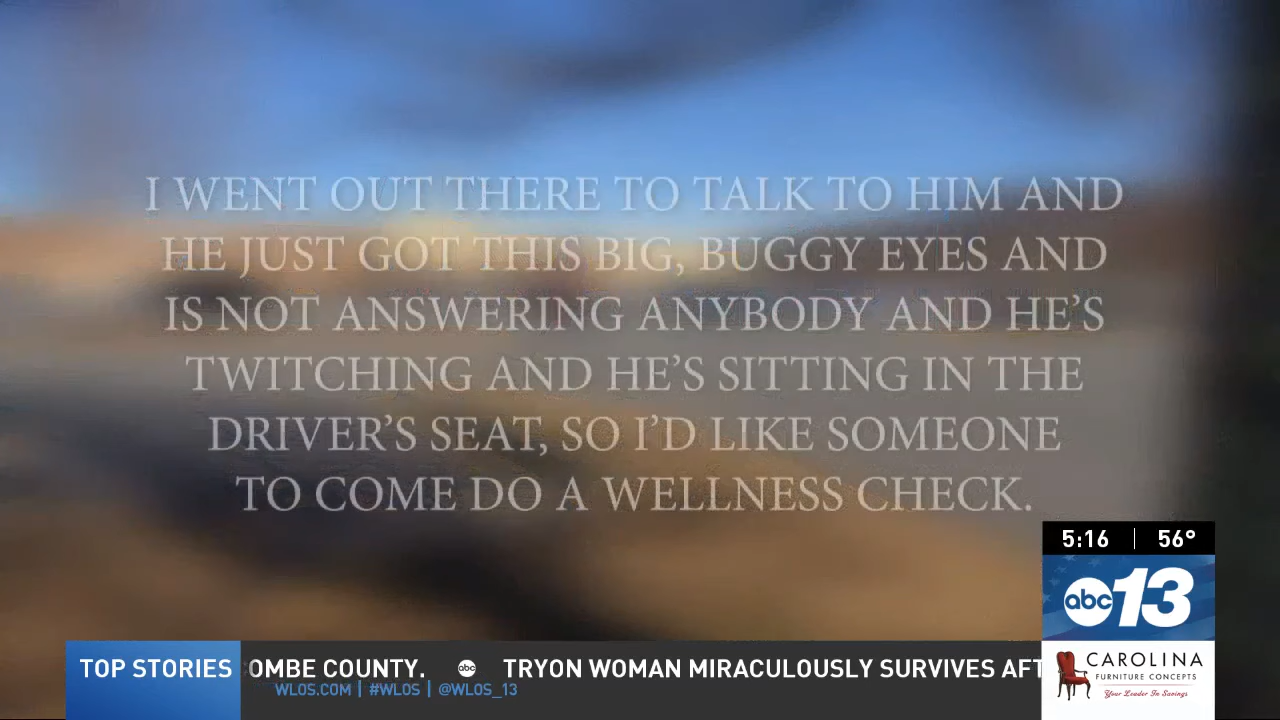 I WENT OUT THERE TO TALK TO HIM AND
HE JUST GOT THIS BIG, BUGGY EYES AND
IS NOT ANSWERING ANYBODY AND HE'S
TWITCHING AND HE'S SITTING IN THE
DRIVER'S SEAT, SO I'D LIKE SOMEONE
TO COME DO A WELLNESS CHECK.
5:16 | 56°
abc 13
TOP STORIES OMBE COUNTY. abc TRYON WOMAN MIRACULOUSLY SURVIVES AFT
WLOS.COM | #WLOS | @WLOS_13
CAROLINA
FURNITURE CONCEPTS
Your Leader In Savings